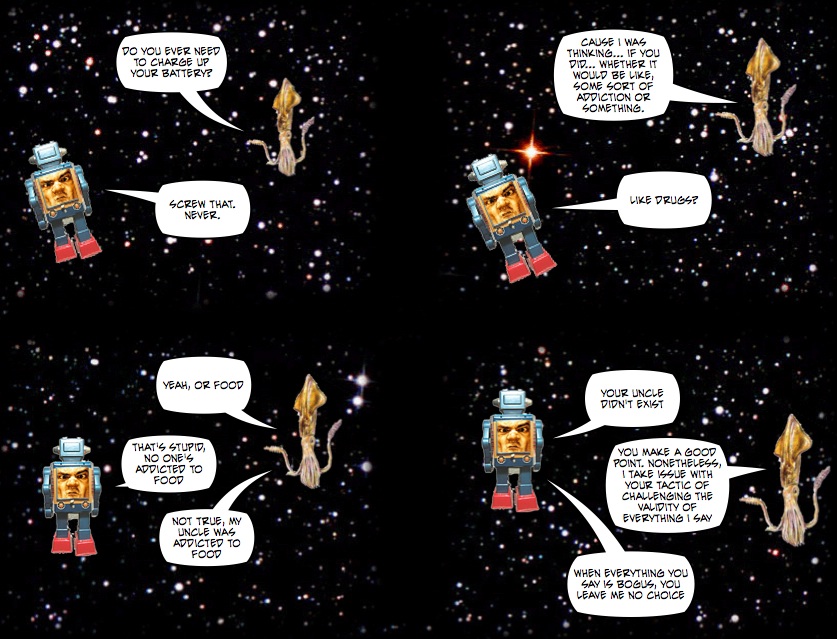 DO YOU EVER NEED
TO CHARGE UP
YOUR BATTERY?
SCREW THAT.
NEVER.
CAUSE I WAS
THINKING... IF YOU
DID... WHETHER IT
WOULD BE LIKE,
SOME SORT OF
ADDICTION OR
SOMETHING.
LIKE DRUGS?
YEAH, OR FOOD
THAT'S STUPID,
NO ONE'S
ADDICTED TO
FOOD
NOT TRUE, MY
UNCLE WAS
ADDICTED TO
FOOD
YOUR UNCLE
DIDN'T EXIST
YOU MAKE A GOOD
POINT. NONETHELESS,
I TAKE ISSUE WITH
YOUR TACTIC OF
CHALLENGING THE
VALIDITY OF
EVERYTHING I SAY
WHEN EVERYTHING YOU
SAY IS BOGUS, YOU
LEAVE ME NO CHOICE